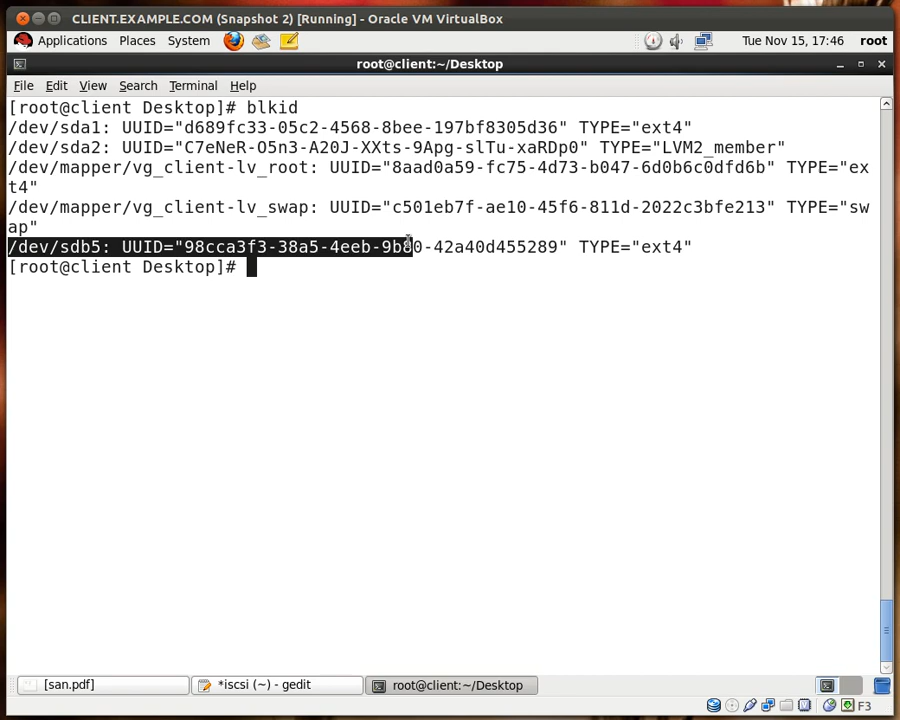 CLIENT.EXAMPLE.COM (Snapshot 2) [Running] - Oracle VM VirtualBox
Applications Places System Tue Nov 15, 17:46 root
root@client:~/Desktop
File Edit View Search Terminal Help
[root@client Desktop]# blkid
/dev/sda1: UUID="d689fc33-05c2-4568-8bee-197bf8305d36" TYPE="ext4"
/dev/sda2: UUID="C7eNeR-O5n3-A20J-XXts-9Apg-slTu-xaRDp0" TYPE="LVM2_member"
/dev/mapper/vg_client-lv_root: UUID="8aad0a59-fc75-4d73-b047-6d0b6c0dfd6b" TYPE="ex
t4"
/dev/mapper/vg_client-lv_swap: UUID="c501eb7f-ae10-45f6-811d-2022c3bfe213" TYPE="sw
ap"
/dev/sdb5: UUID="98cca3f3-38a5-4eeb-9b80-42a40d455289" TYPE="ext4"
[root@client Desktop]#
[san.pdf] *iscsi (~) - gedit root@client:~/Desktop
F3